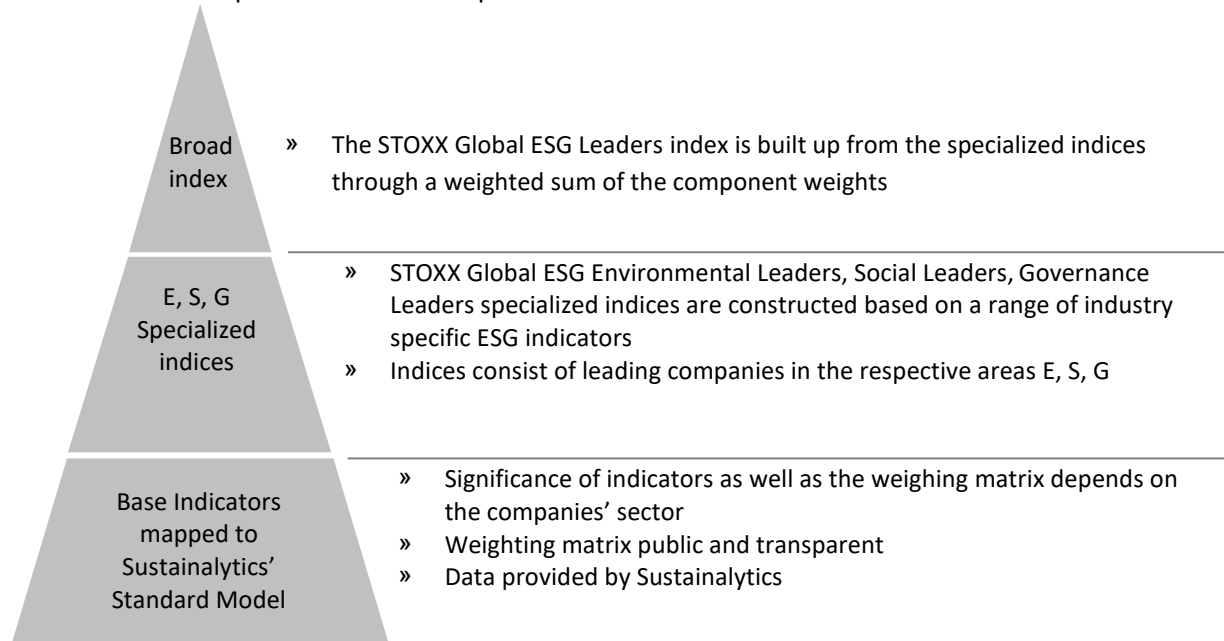 Broad
index
» The STOXX Global ESG Leaders index is built up from the specialized indices
through a weighted sum of the component weights
E, S, G
Specialized
indices
» STOXX Global ESG Environmental Leaders, Social Leaders, Governance
Leaders specialized indices are constructed based on a range of industry
specific ESG indicators
» Indices consist of leading companies in the respective areas E, S, G
Base Indicators
mapped to
Sustainalytics’
Standard Model
» Significance of indicators as well as the weighing matrix depends on
the companies’ sector
» Weighting matrix public and transparent
» Data provided by Sustainalytics